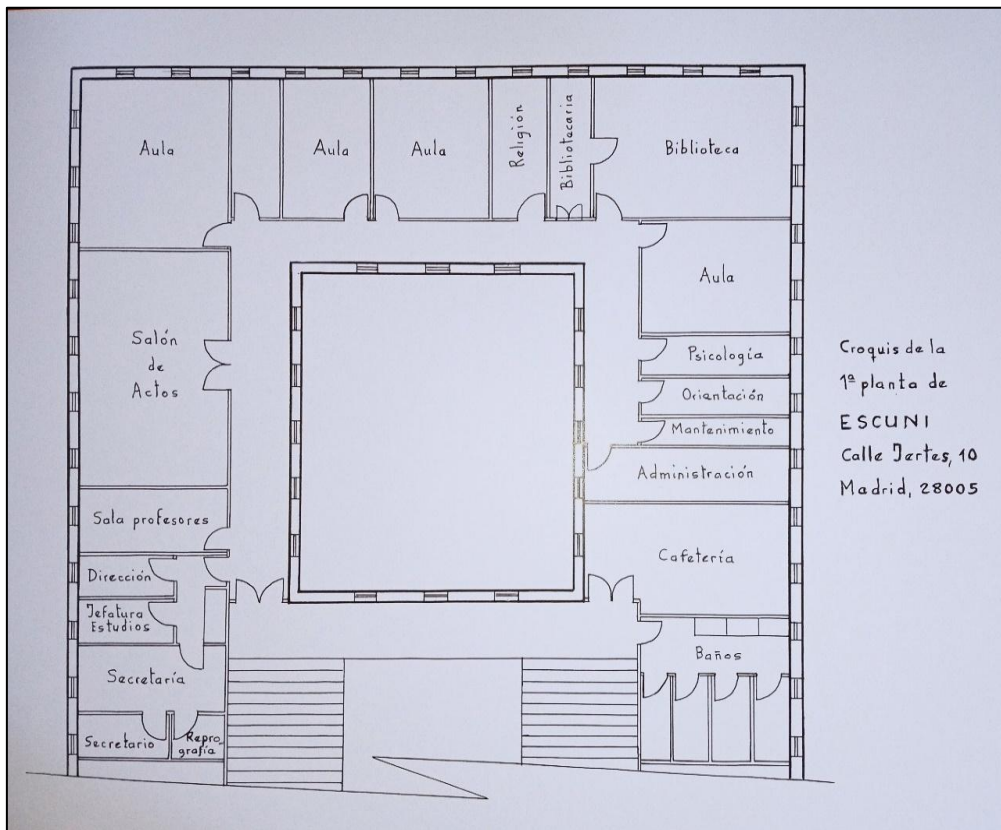 Aula
Aula
Aula
Religión
Bibliotecaria
Biblioteca
Aula
Salón
de
Actos
Psicología
Orientación
Mantenimiento
Administración
Sala profesores
Cafetería
Dirección
Jefatura
Estudios
Baños
Secretaría
Secretario
Repro-
grafía
Croquis de la
1ª planta de
ESCUNI
Calle Jertes, 10
Madrid, 28005